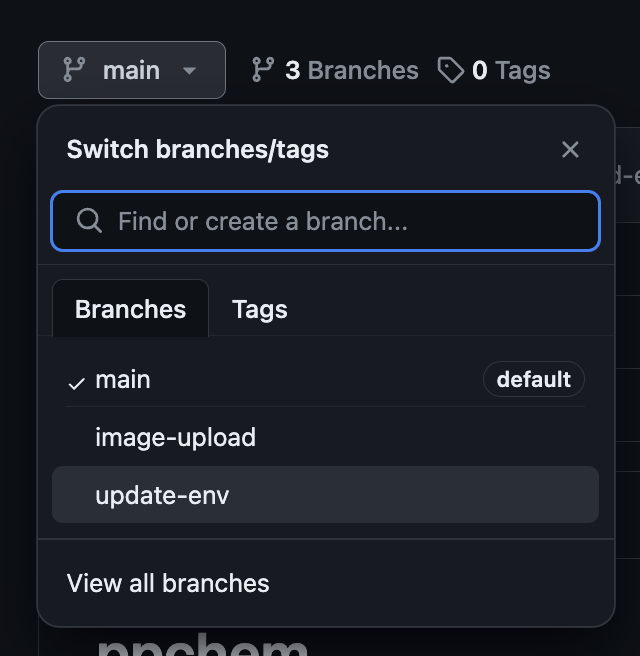 main 3 Branches 0 Tags
Switch branches/tags
Find or create a branch...
Branches Tags
main default
image-upload
update-env
View all branches
ppchem